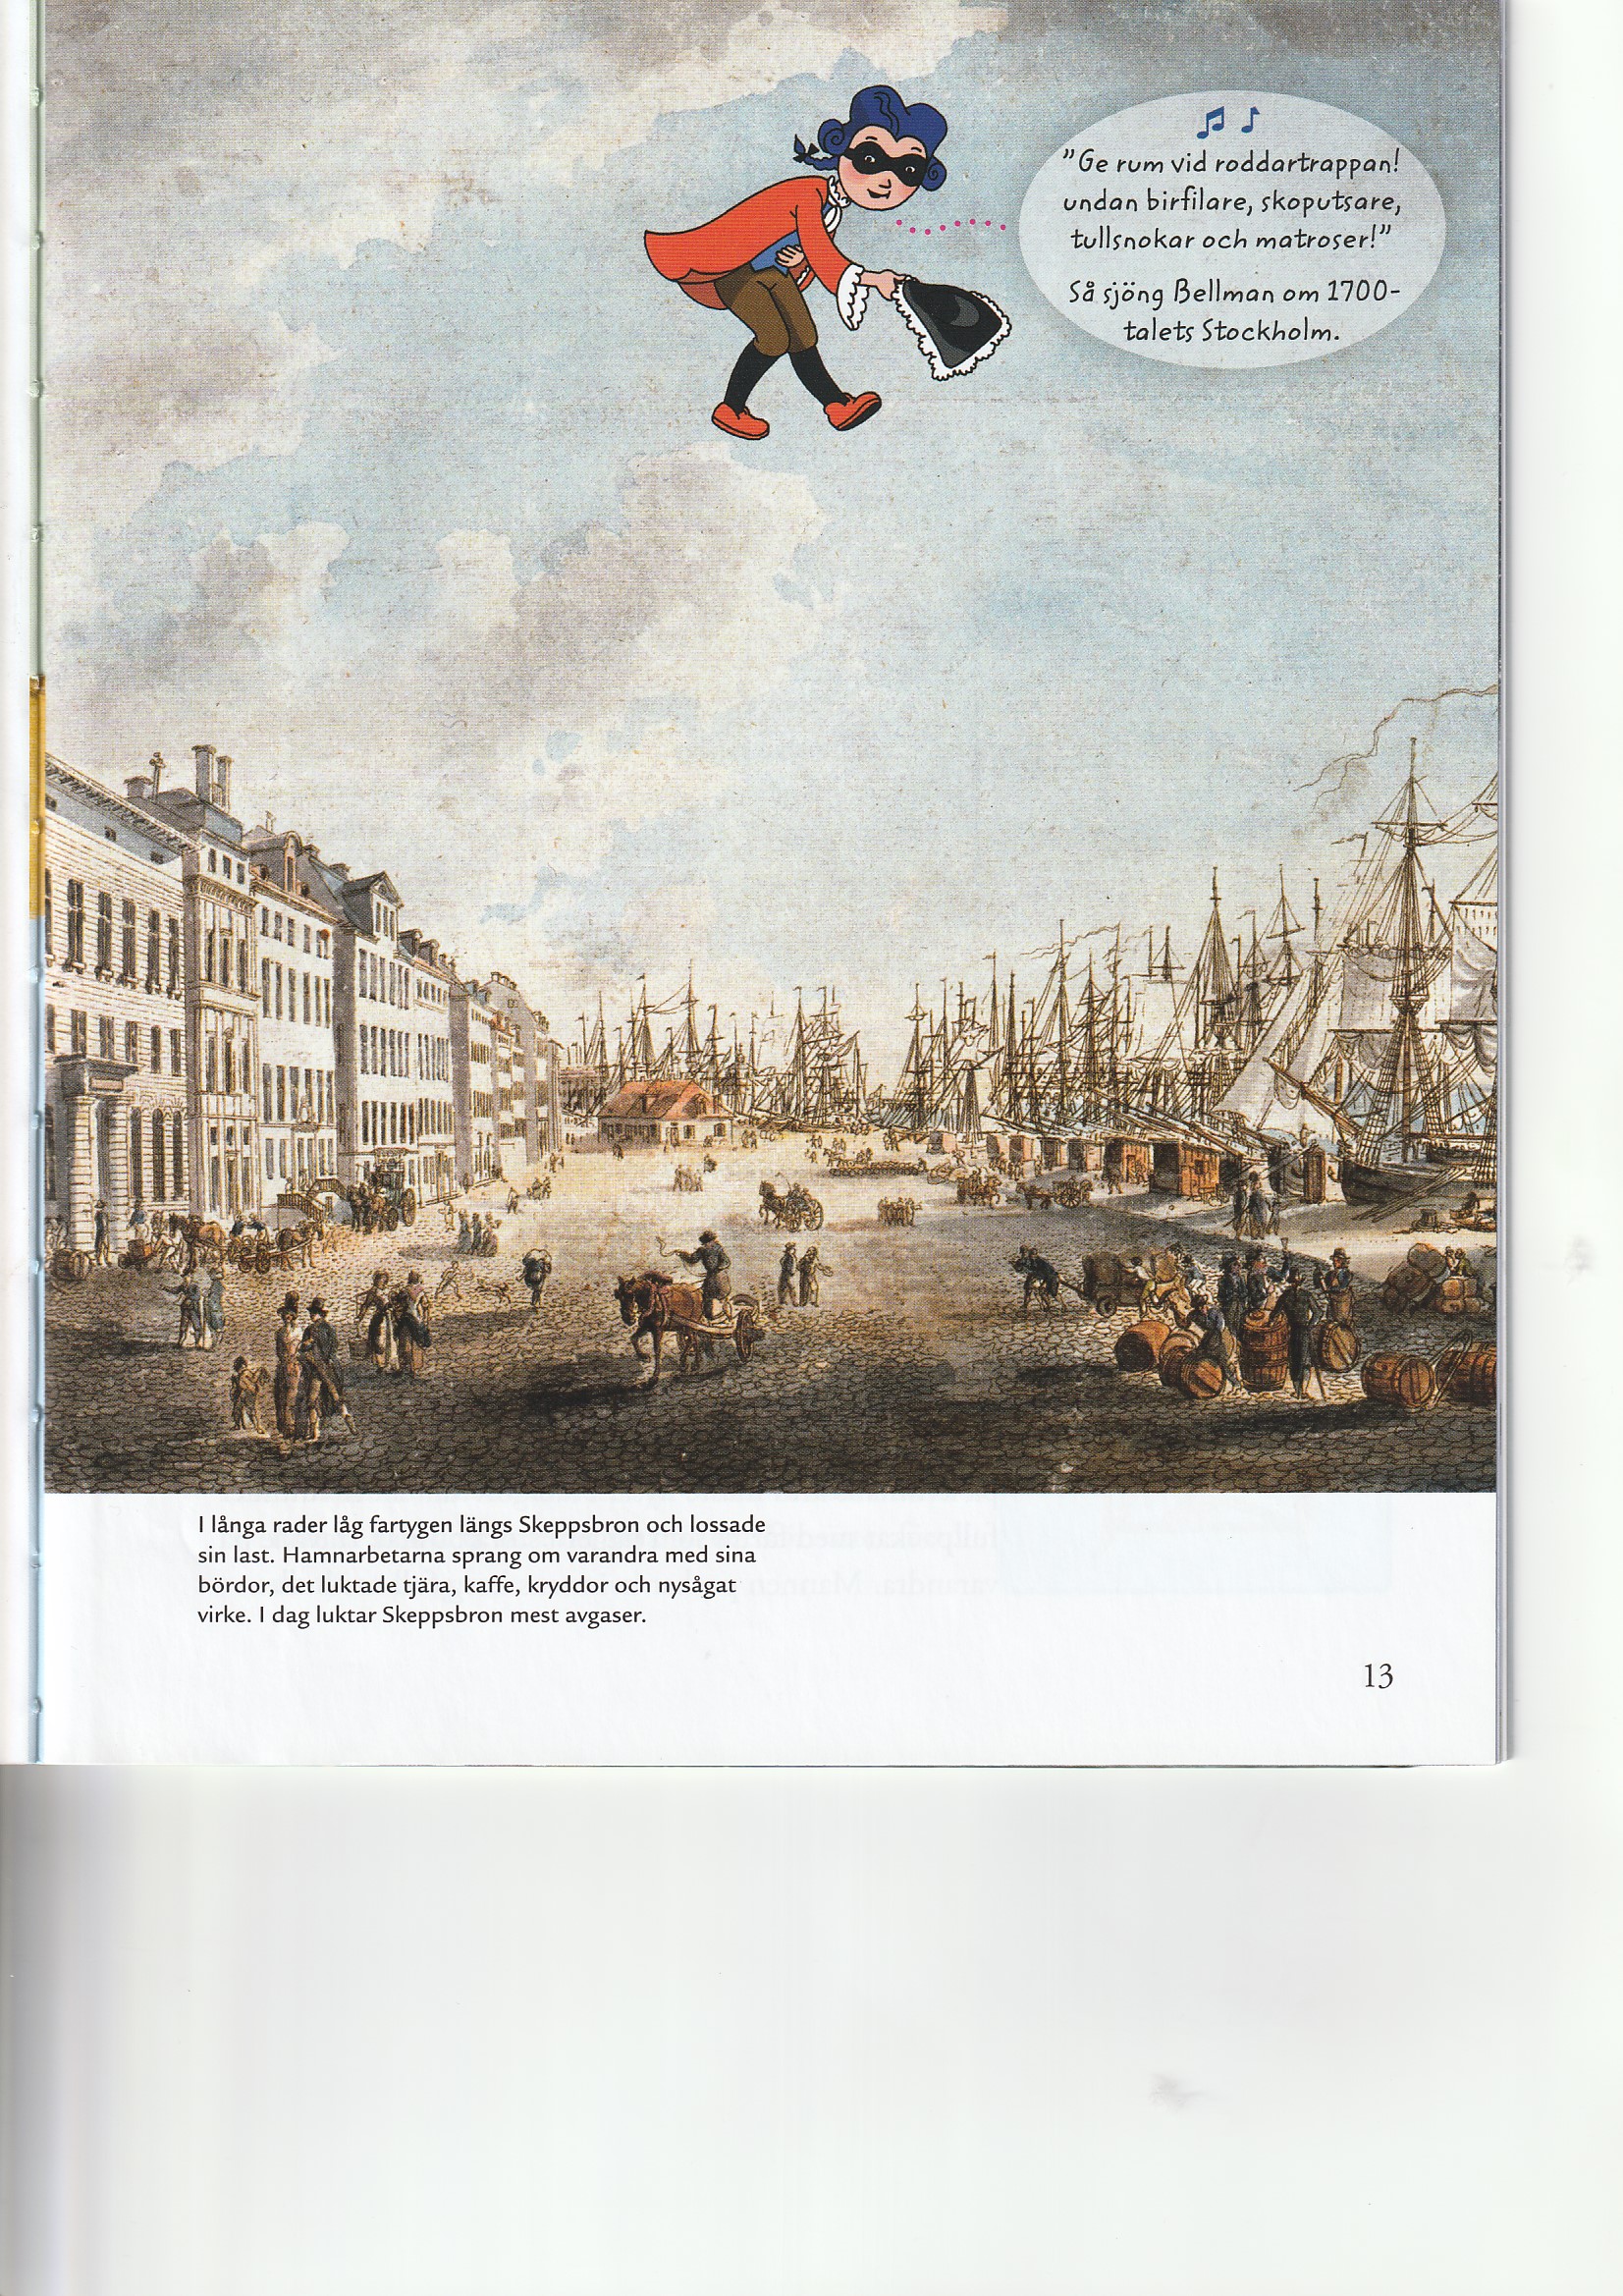 "Ge rum vid roddartrappan!
undan birfilare, skoputsare,
tullsnokar och matroser!"
Så sjöng Bellman om 1700-
talets Stockholm.
I långa rader låg fartygen längs Skeppsbron och lossade
sin last. Hamnarbetarna sprang om varandra med sina
bördor, det luktade tjära, kaffe, kryddor och nysågat
virke. I dag luktar Skeppsbron mest avgaser.
13